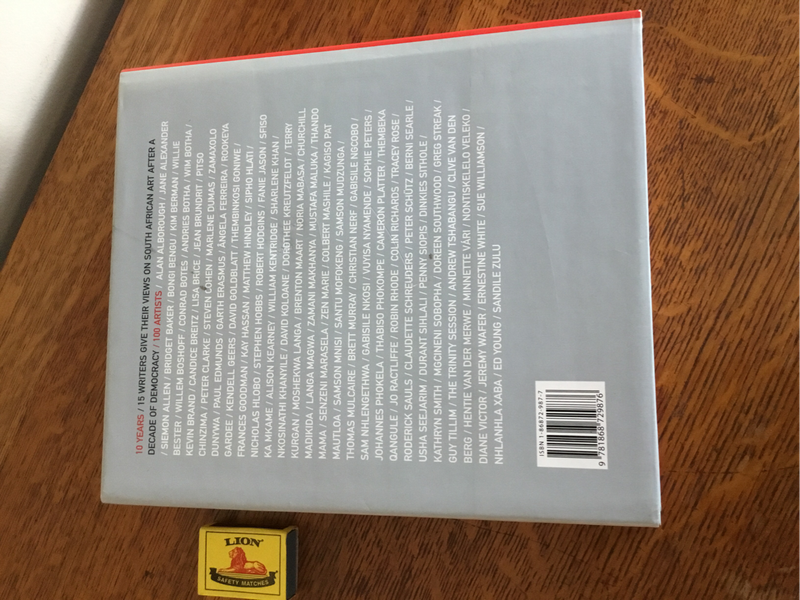 10 YEARS / 15 WRITERS GIVE THEIR VIEWS ON SOUTH AFRICAN ART AFTER A
DECADE OF DEMOCRACY / 100 ARTISTS / ALAN ALBOROUGH / JANE ALEXANDER
/ SIEMON ALLEN / BRIDGET BAKER / BONGI BENGU / KIM BERMAN / WILLIE
BESTER / WILLEM BOSHOFF / CONRAD BOTES / ANDRIES BOTHA / WIM BOTHA /
KEVIN BRAND / CANDICE BREITZ / LISA BRICE / JEAN BRUNDRIT / PITSO
CHINZIMA / PETER CLARKE / STEVEN COHEN / MARLENE DUMAS / ZAMAXOLO
DUNYWA / PAUL EDMUNDS / GARTH ERASMUS / ÂNGELA FERREIRA / ROOKEYA
GARDEE / KENDELL GEERS / DAVID GOLDBLATT / THEMBINKOSI GONIWE /
FRANCES GOODMAN / KAY HASSAN / MATTHEW HINDLEY / SIPHO HLATI /
NICHOLAS HLOBO / STEPHEN HOBBS / ROBERT HODGINS / FANIE JASON / SFISO
KA MKAME / ALISON KEARNEY / WILLIAM KENTRIDGE / SHARLENE KHAN /
NKOSINATHI KHANYILE / DAVID KOLOANE / DOROTHEE KREUTZFELDT / TERRY
KURGAN / MOSHEKWA LANGA / BRENTON MAART / NORIA MABASA / CHURCHILL
MADIKIDA / LANGA MAGWA / ZAMANI MAKHANYA / MUSTAFA MALUKA / THANDO
MAMA / SENZENI MARASELA / ZEN MARIE / COLBERT MASHILE / KAGISO PAT
MAUTLOA / SAMSON MNISI / SANTU MOFOKENG / SAMSON MUDZUNGA /
THOMAS MULCAIRE / BRETT MURRAY / CHRISTIAN NERF / GABISILE NGCOBO /
SAM NHLENGETHWA / GABISILE NKOSI / VUYISA NYAMENDE / SOPHIE PETERS /
JOHANNES PHOKELA / THABISO PHOKOMPE / CAMERON PLATTER / THEMBEKA
QANGULE / JO RACTLIFFE / ROBIN RHODE / COLIN RICHARDS / TRACEY ROSE /
RODERICK SAULS / CLAUDETTE SCHREUDERS / PETER SCHÜTZ / BERNI SEARLE /
USHA SEEJARIM / DURANT SIHLALI / PENNY SIOPIS / DINKIES SITHOLE /
KATHRYN SMITH / MGCINENI SOBOPHA / DOREEN SOUTHWOOD / GREG STREAK /
GUY TILLIM / THE TRINITY SESSION / ANDREW TSHABANGU / CLIVE VAN DEN
BERG / HENTIE VAN DER MERWE / MINNETTE VÁRI / NONTSIKELELO VELEKO /
DIANE VICTOR / JEREMY WAFER / ERNESTINE WHITE / SUE WILLIAMSON /
NHLANHLA XABA / ED YOUNG / SANDILE ZULU
ISBN 1-86872-987-7
9 781868 729876
LION
SAFETY MATCHES